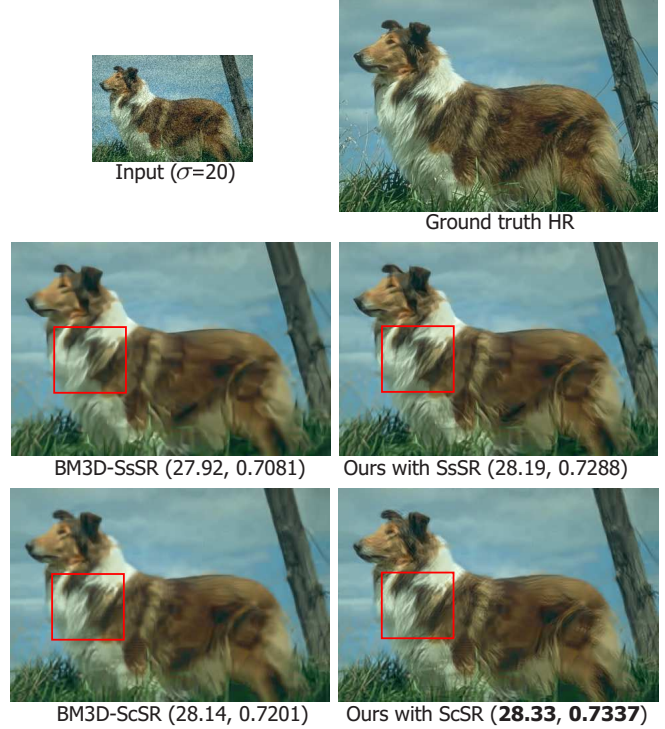 Input (σ=20)
Ground truth HR
BM3D-SsSR (27.92, 0.7081)
Ours with SsSR (28.19, 0.7288)
BM3D-ScSR (28.14, 0.7201)
Ours with ScSR (28.33, 0.7337)